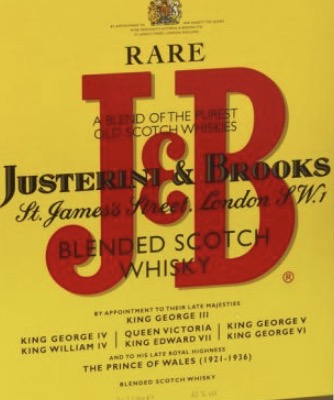 RARE
J&B
A BLEND OF THE PUREST
OLD SCOTCH WHISKIES
JUSTERINI & BROOKS
St. James's Street, London S.W.1
BLENDED SCOTCH
WHISKY
®
BY APPOINTMENT TO THEIR LATE MAJESTIES
KING GEORGE III
KING GEORGE IV | QUEEN VICTORIA | KING GEORGE V
KING WILLIAM IV | KING EDWARD VII | KING GEORGE VI
AND TO HIS LATE ROYAL HIGHNESS
THE PRINCE OF WALES (1921-1936)
BLENDED SCOTCH WHISKY